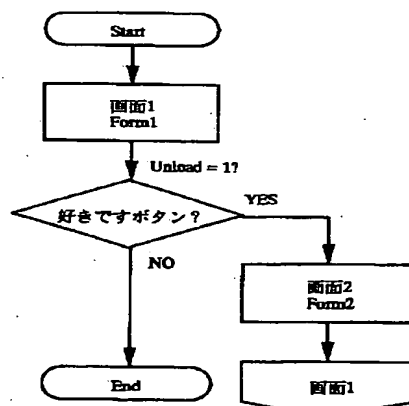 Start
画面1
Form1
Unload = 1?
好きですボタン?
YES
NO
画面2
Form2
End
画面1